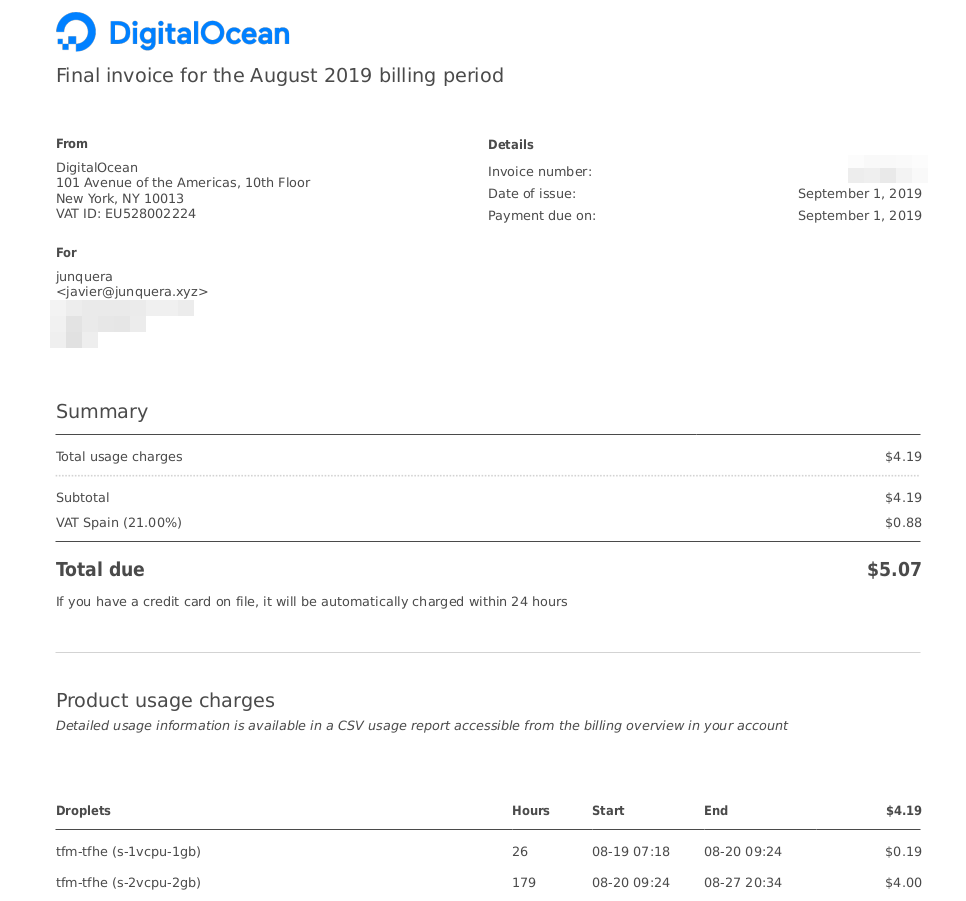 DigitalOcean
Final invoice for the August 2019 billing period
From
DigitalOcean
101 Avenue of the Americas, 10th Floor
New York, NY 10013
VAT ID: EU528002224
Details
Invoice number:
Date of issue: September 1, 2019
Payment due on: September 1, 2019
For
junquera
<javier@junquera.xyz>
Summary
Total usage charges $4.19
Subtotal $4.19
VAT Spain (21.00%) $0.88
Total due $5.07
If you have a credit card on file, it will be automatically charged within 24 hours
Product usage charges
Detailed usage information is available in a CSV usage report accessible from the billing overview in your account
Droplets Hours Start End $4.19
tfm-tfhe (s-1vcpu-1gb) 26 08-19 07:18 08-20 09:24 $0.19
tfm-tfhe (s-2vcpu-2gb) 179 08-20 09:24 08-27 20:34 $4.00